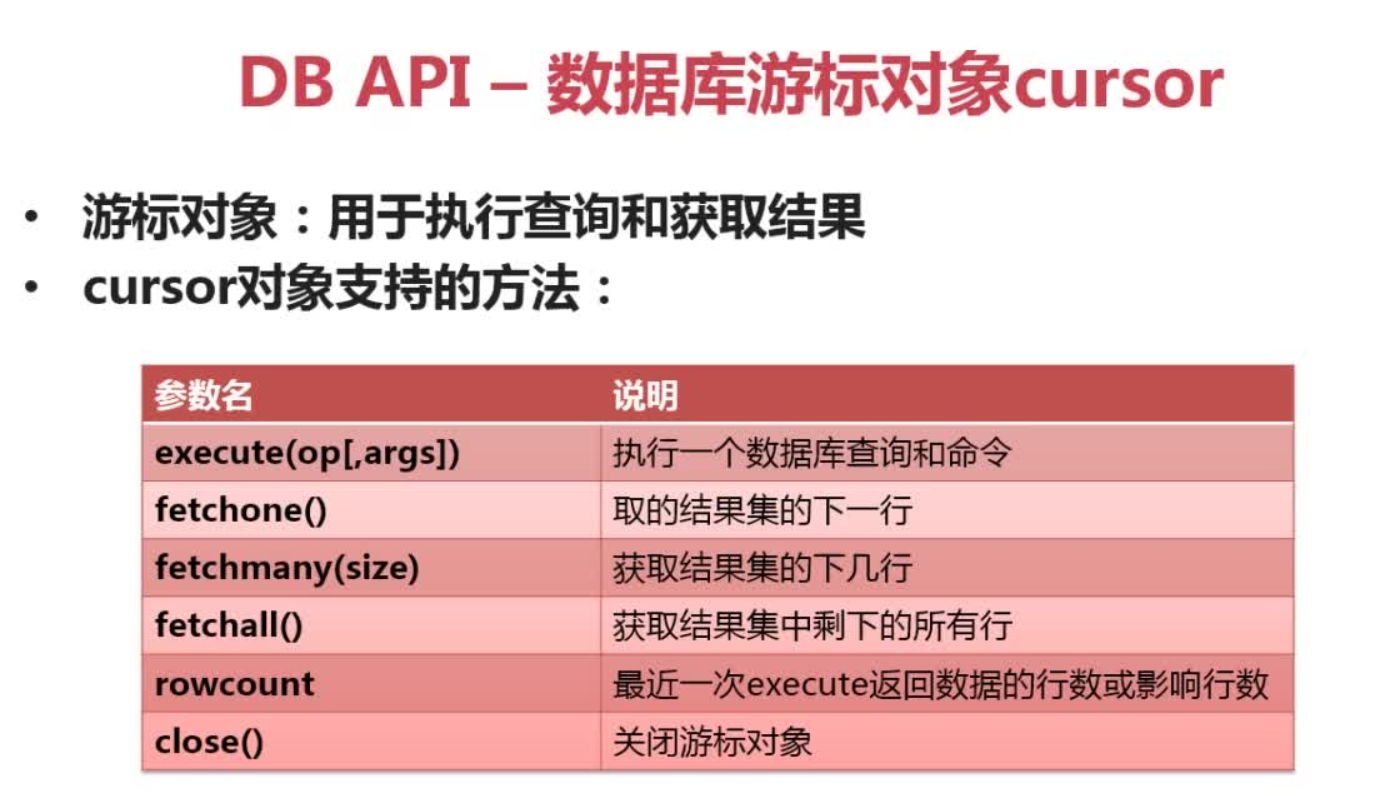 DB API – 数据库游标对象cursor
• 游标对象：用于执行查询和获取结果
• cursor对象支持的方法：
参数名 说明
execute(op[,args]) 执行一个数据库查询和命令
fetchone() 取的结果集的下一行
fetchmany(size) 获取结果集的下几行
fetchall() 获取结果集中剩下的所有行
rowcount 最近一次execute返回数据的行数或影响行数
close() 关闭游标对象